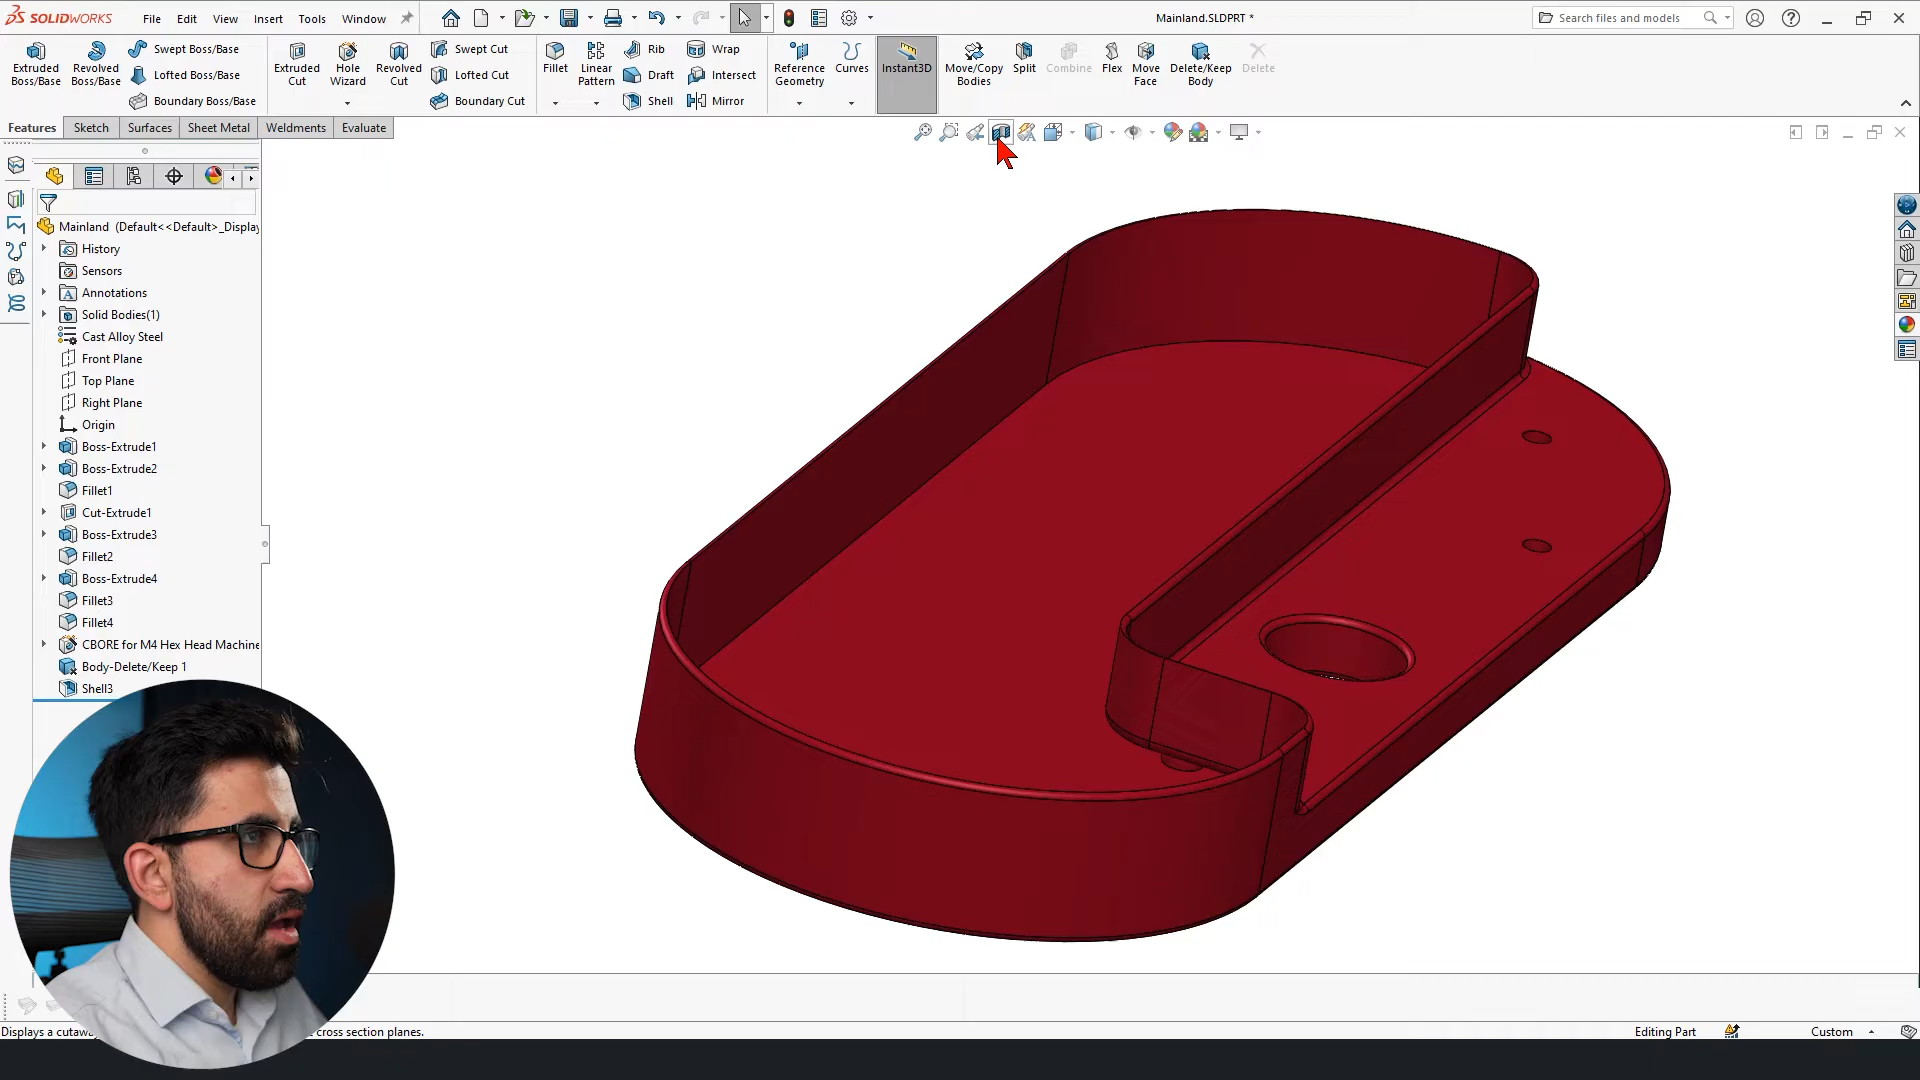 SOLIDWORKS
File
Edit
View
Insert
Tools
Window
Mainland.SLDPRT *
Search files and models
Extruded Boss/Base
Revolved Boss/Base
Swept Boss/Base
Lofted Boss/Base
Boundary Boss/Base
Extruded Cut
Hole Wizard
Revolved Cut
Swept Cut
Lofted Cut
Boundary Cut
Fillet
Linear Pattern
Rib
Draft
Shell
Wrap
Intersect
Mirror
Reference Geometry
Curves
Instant3D
Move/Copy Bodies
Split
Combine
Flex
Move Face
Delete/Keep Body
Delete
Features
Sketch
Surfaces
Sheet Metal
Weldments
Evaluate
Mainland (Default<<Default>_Display
History
Sensors
Annotations
Solid Bodies(1)
Cast Alloy Steel
Front Plane
Top Plane
Right Plane
Origin
Boss-Extrude1
Boss-Extrude2
Fillet1
Cut-Extrude1
Boss-Extrude3
Fillet2
Boss-Extrude4
Fillet3
Fillet4
CBORE for M4 Hex Head Machine
Body-Delete/Keep 1
Shell3
Displays a cutaw
cross section planes.
Editing Part
Custom